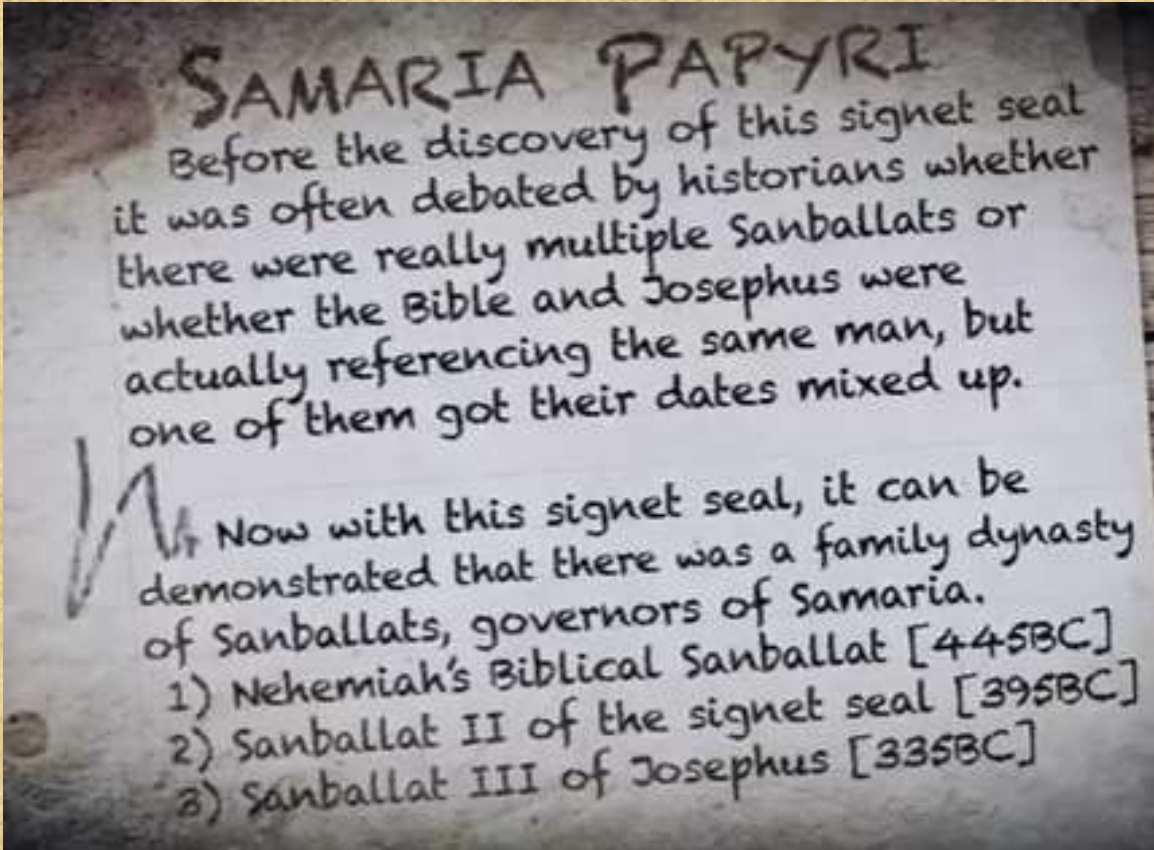 SAMARIA PAPYRI
Before the discovery of this signet seal
it was often debated by historians whether
there were really multiple Sanballats or
whether the Bible and Josephus were
actually referencing the same man, but
one of them got their dates mixed up.
Now with this signet seal, it can be
demonstrated that there was a family dynasty
of Sanballats, governors of Samaria.
1) Nehemiah's Biblical Sanballat [445BC]
2) Sanballat II of the signet seal [395BC]
3) Sanballat III of Josephus [335BC]